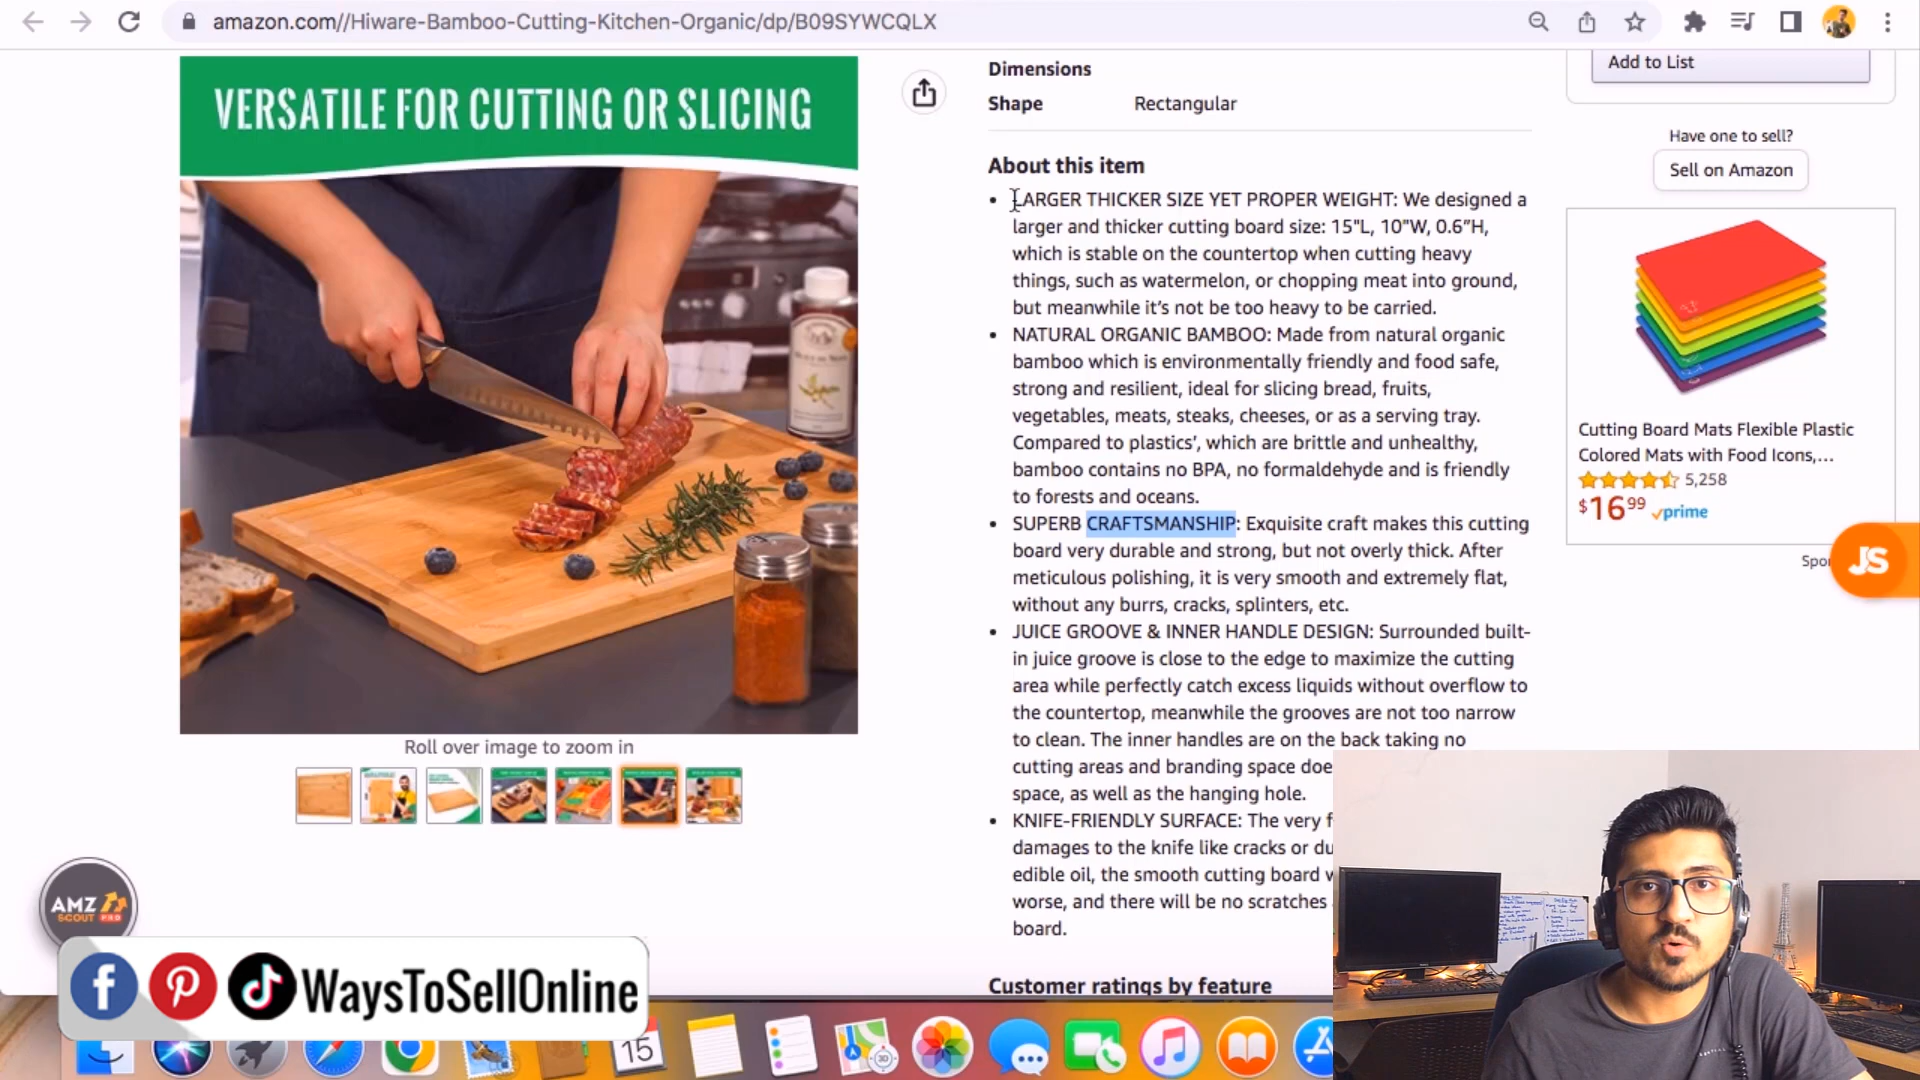 amazon.com//Hiware-Bamboo-Cutting-Kitchen-Organic/dp/B09SYWCQLX
VERSATILE FOR CUTTING OR SLICING
Roll over image to zoom in
Dimensions
Shape Rectangular
About this item
LARGER THICKER SIZE YET PROPER WEIGHT: We designed a
larger and thicker cutting board size: 15"L, 10"W, 0.6”H,
which is stable on the countertop when cutting heavy
things, such as watermelon, or chopping meat into ground,
but meanwhile it’s not be too heavy to be carried.
NATURAL ORGANIC BAMBOO: Made from natural organic
bamboo which is environmentally friendly and food safe,
strong and resilient, ideal for slicing bread, fruits,
vegetables, meats, steaks, cheeses, or as a serving tray.
Compared to plastics’, which are brittle and unhealthy,
bamboo contains no BPA, no formaldehyde and is friendly
to forests and oceans.
SUPERB CRAFTSMANSHIP: Exquisite craft makes this cutting
board very durable and strong, but not overly thick. After
meticulous polishing, it is very smooth and extremely flat,
without any burrs, cracks, splinters, etc.
JUICE GROOVE & INNER HANDLE DESIGN: Surrounded built-
in juice groove is close to the edge to maximize the cutting
area while perfectly catch excess liquids without overflow to
the countertop, meanwhile the grooves are not too narrow
to clean. The inner handles are on the back taking no
cutting areas and branding space doe
space, as well as the hanging hole.
KNIFE-FRIENDLY SURFACE: The very f
damages to the knife like cracks or du
edible oil, the smooth cutting board
worse, and there will be no scratches
board.
Customer ratings by feature
Add to List
Have one to sell?
Sell on Amazon
Cutting Board Mats Flexible Plastic
Colored Mats with Food Icons,...
5,258
$16 99 prime
Spo
JS
AMZ
SCOUT PRO
WaysToSellOnline
15
3D